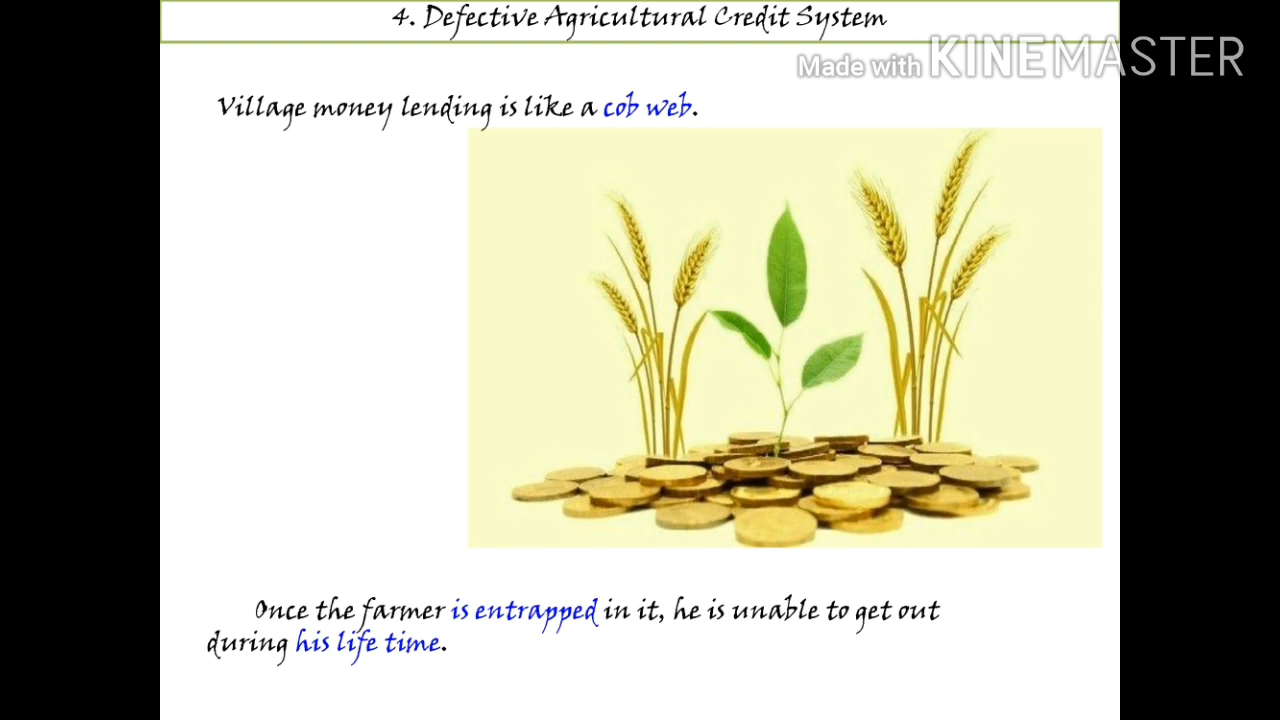 4. Defective Agricultural Credit System
Made with KINEMASTER
Village money lending is like a cob web.
Once the farmer is entrapped in it, he is unable to get out
during his life time.